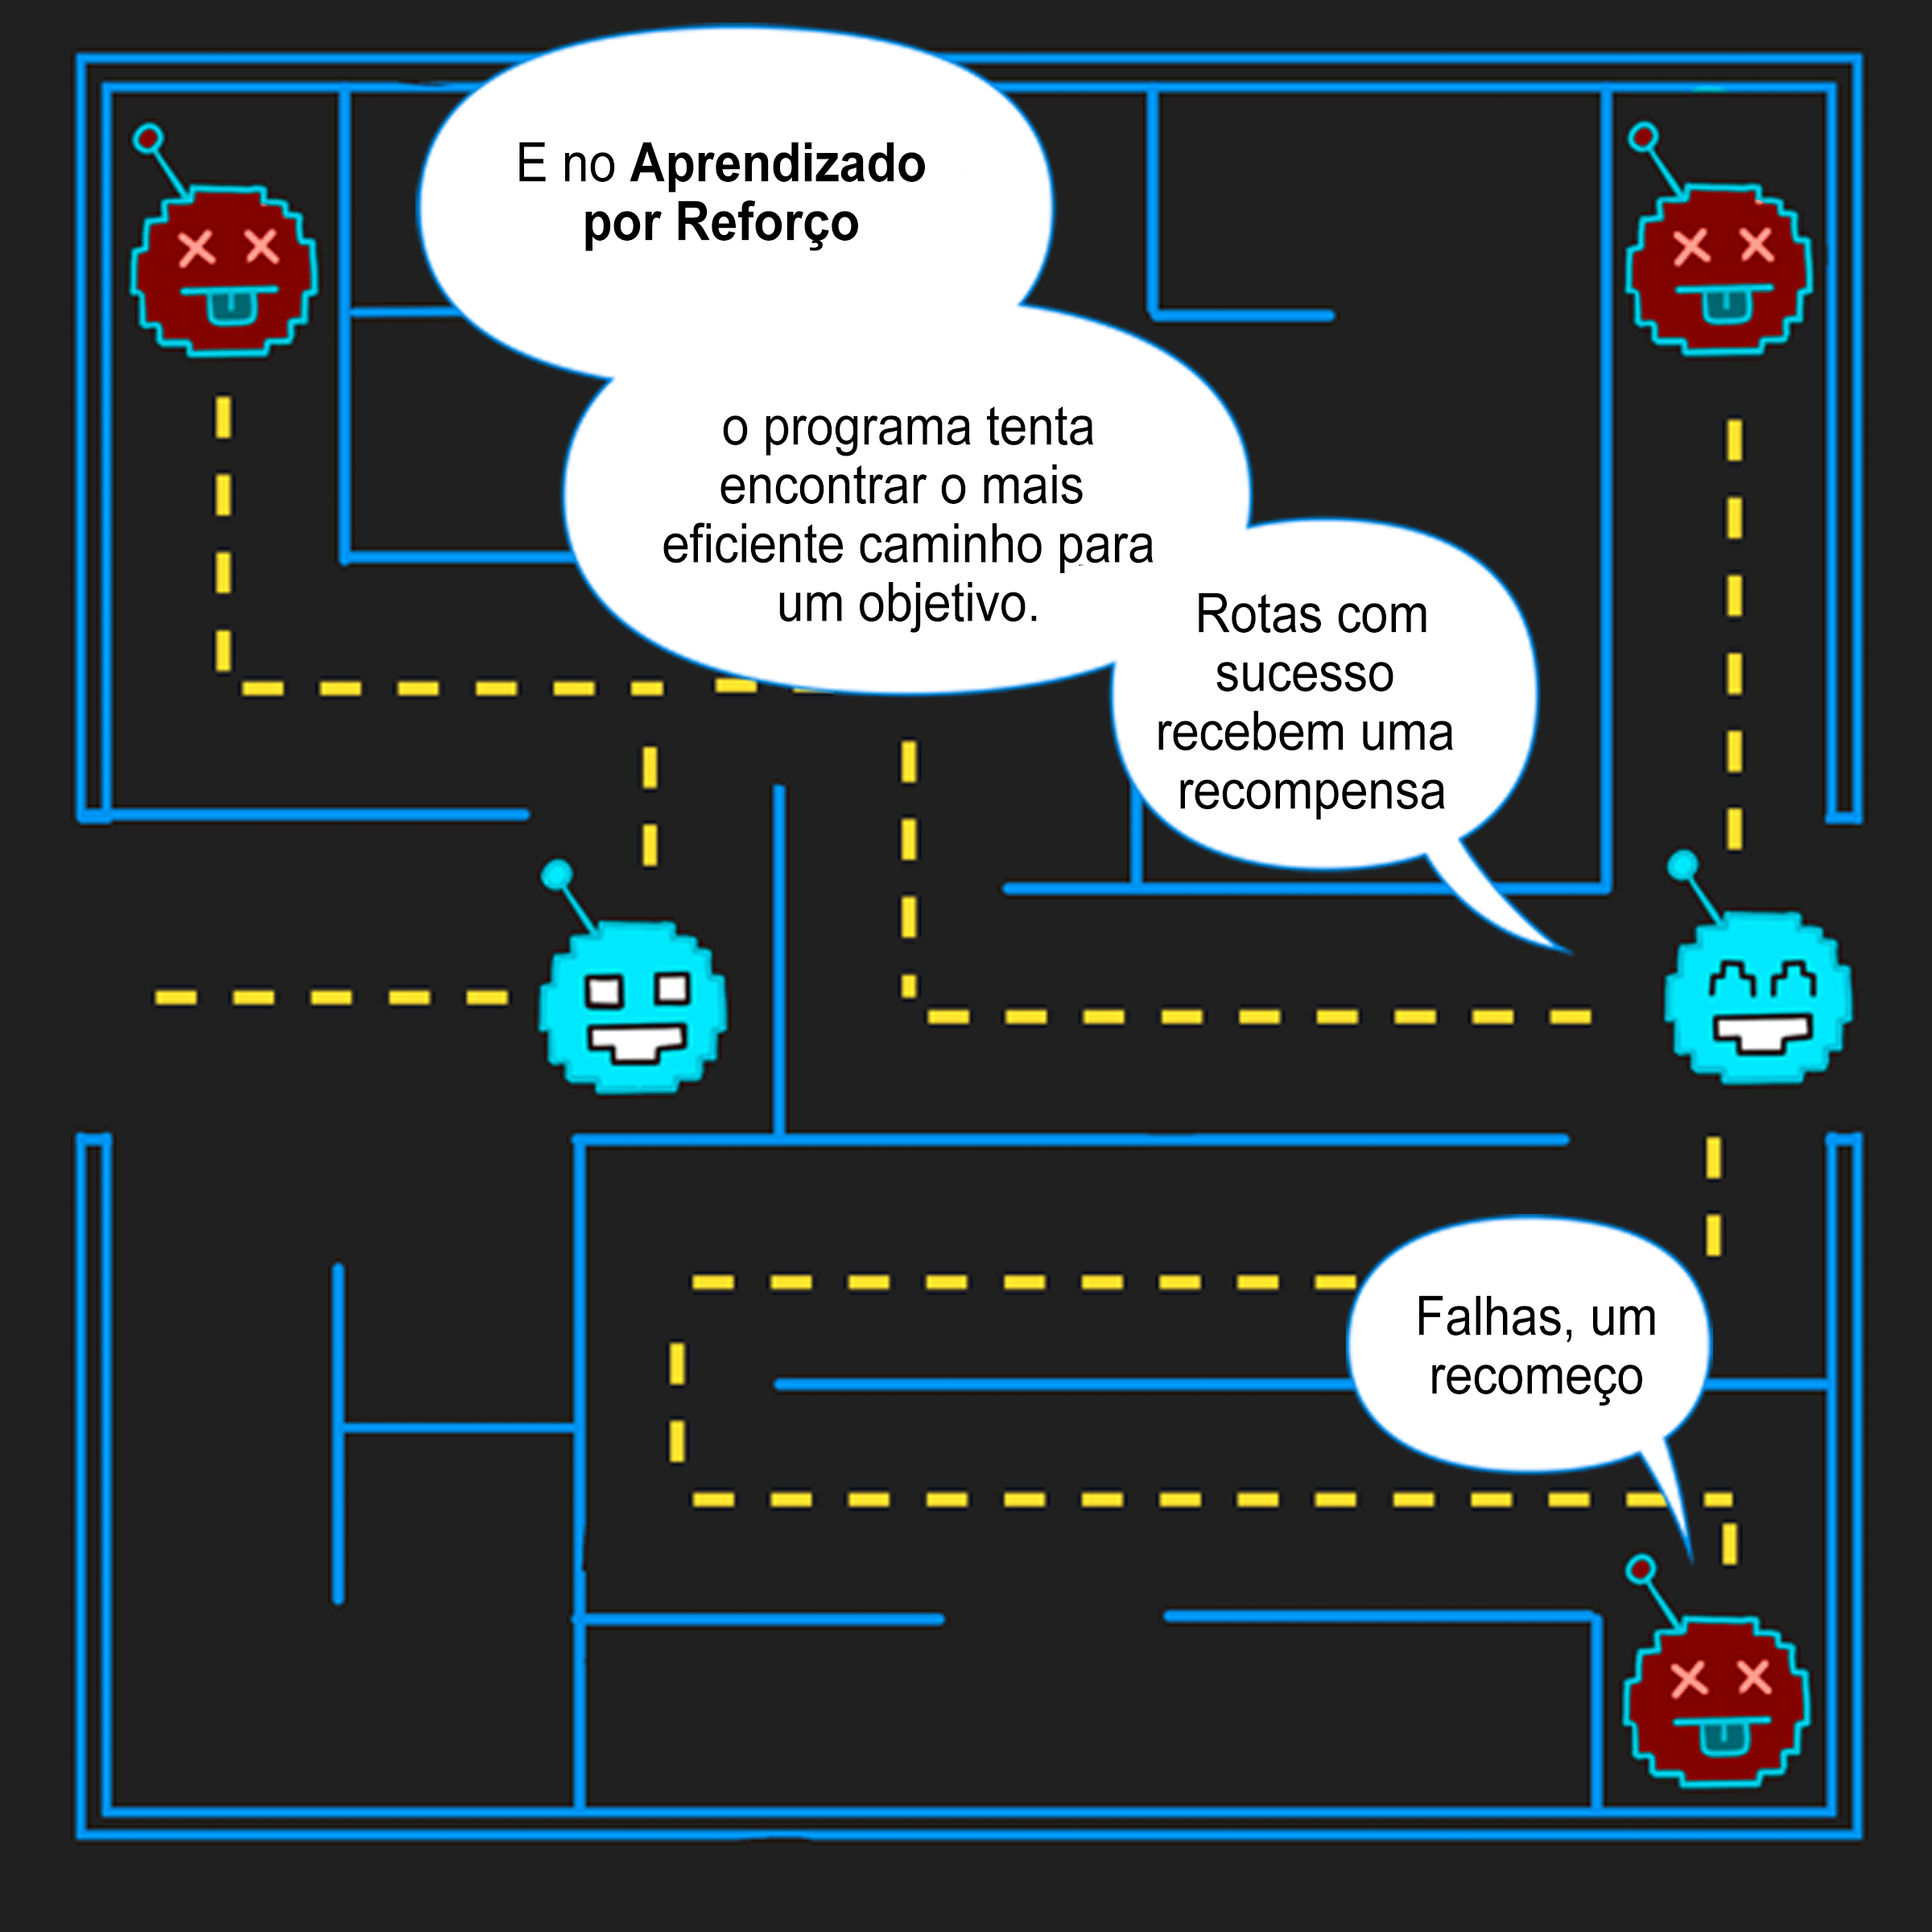 E no Aprendizado
por Reforço
o programa tenta
encontrar o mais
eficiente caminho para
um objetivo.
Rotas com
sucesso
recebem uma
recompensa
Falhas, um
recomeço